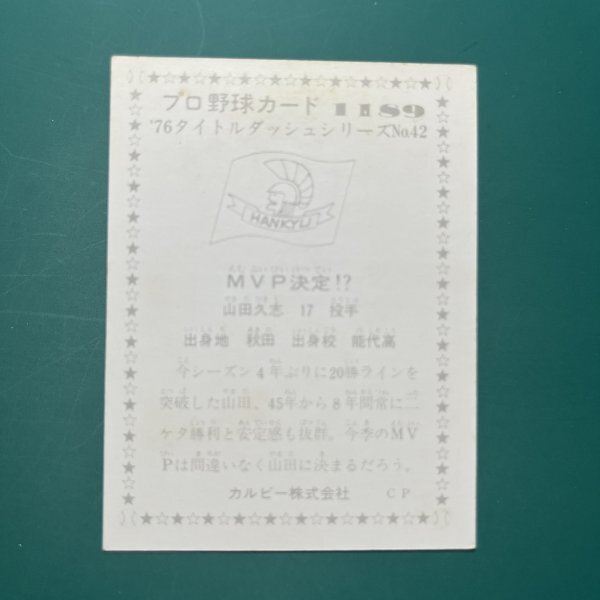 プロ野球カード 1189
'76タイトルダッシュシリーズNo.42
HANKYU
MVP決定!?
山田久志 17 投手
出身地 秋田 出身校 能代高
今シーズン4年ぶりに20勝ラインを
突破した山田、45年から8年間常に二
ケタ勝利と安定感も抜群。今季のMV
Pは間違いなく山田に決まるだろう。
カルビー株式会社 CP